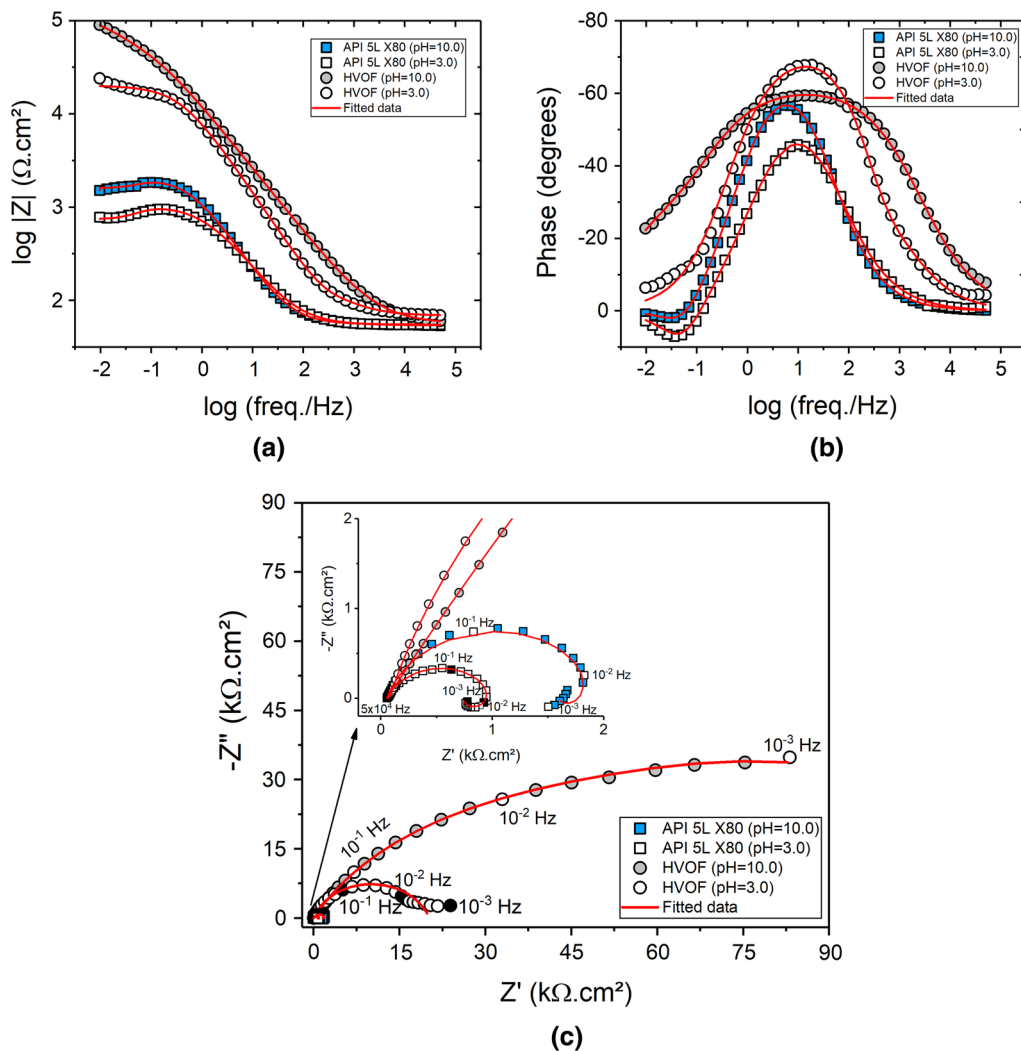 5
4
3
2
log |Z| (Ω.cm²)
-2 -1 0 1 2 3 4 5
log (freq./Hz)
API 5L X80 (pH=10.0)
API 5L X80 (pH=3.0)
HVOF (pH=10.0)
HVOF (pH=3.0)
Fitted data
(a)
-80
-60
-40
-20
0
Phase (degrees)
-2 -1 0 1 2 3 4 5
log (freq./Hz)
API 5L X80 (pH=10.0)
API 5L X80 (pH=3.0)
HVOF (pH=10.0)
HVOF (pH=3.0)
Fitted data
(b)
90
75
60
45
30
15
0
-Z" (kΩ.cm²)
2
1
0
-Z" (kΩ.cm²)
10⁻¹ Hz
10⁻¹ Hz
10⁻² Hz
10⁻³ Hz
5x10⁴ Hz
10⁻² Hz
10⁻³ Hz
0 1 2
Z' (kΩ.cm²)
10⁻³ Hz
10⁻² Hz
10⁻¹ Hz
10⁻² Hz
10⁻¹ Hz
10⁻³ Hz
API 5L X80 (pH=10.0)
API 5L X80 (pH=3.0)
HVOF (pH=10.0)
HVOF (pH=3.0)
Fitted data
0 15 30 45 60 75 90
Z' (kΩ.cm²)
(c)